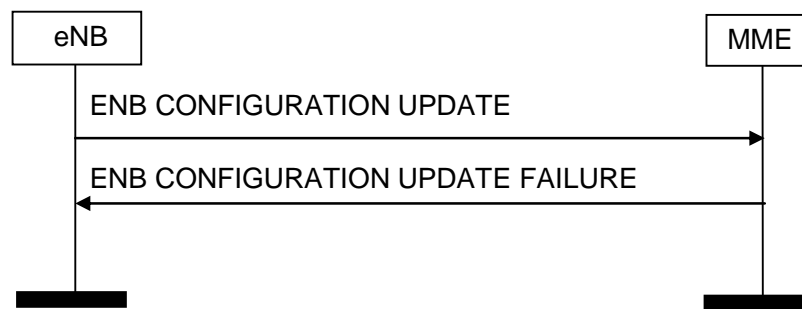 eNB
MME
ENB CONFIGURATION UPDATE
ENB CONFIGURATION UPDATE FAILURE